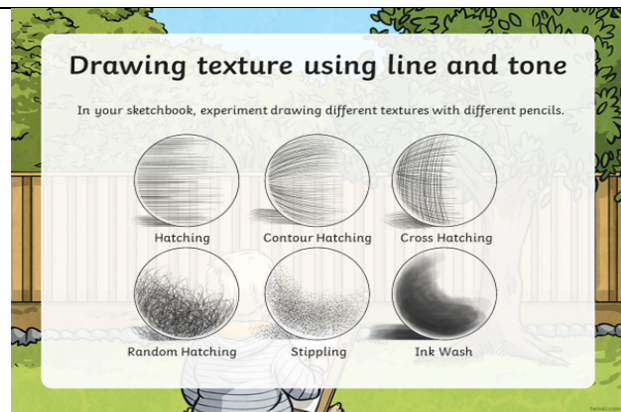 Drawing texture using line and tone
In your sketchbook, experiment drawing different textures with different pencils.
Hatching
Contour Hatching
Cross Hatching
Random Hatching
Stippling
Ink Wash